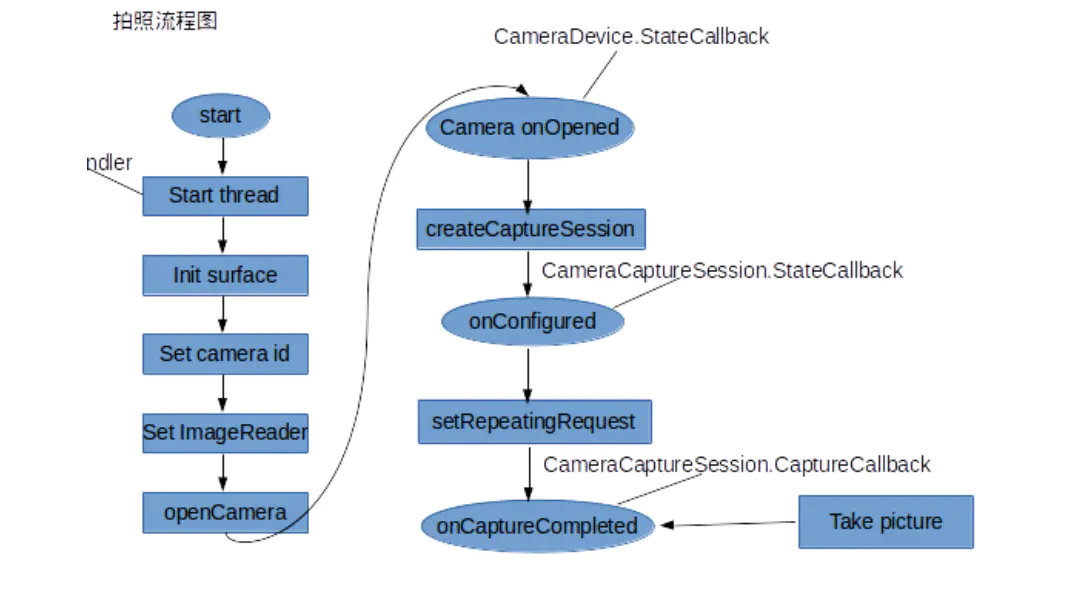 拍照流程图
start
ndler
Start thread
Init surface
Set camera id
Set ImageReader
openCamera
CameraDevice.StateCallback
Camera onOpened
createCaptureSession
CameraCaptureSession.StateCallback
onConfigured
setRepeatingRequest
CameraCaptureSession.CaptureCallback
onCaptureCompleted
Take picture